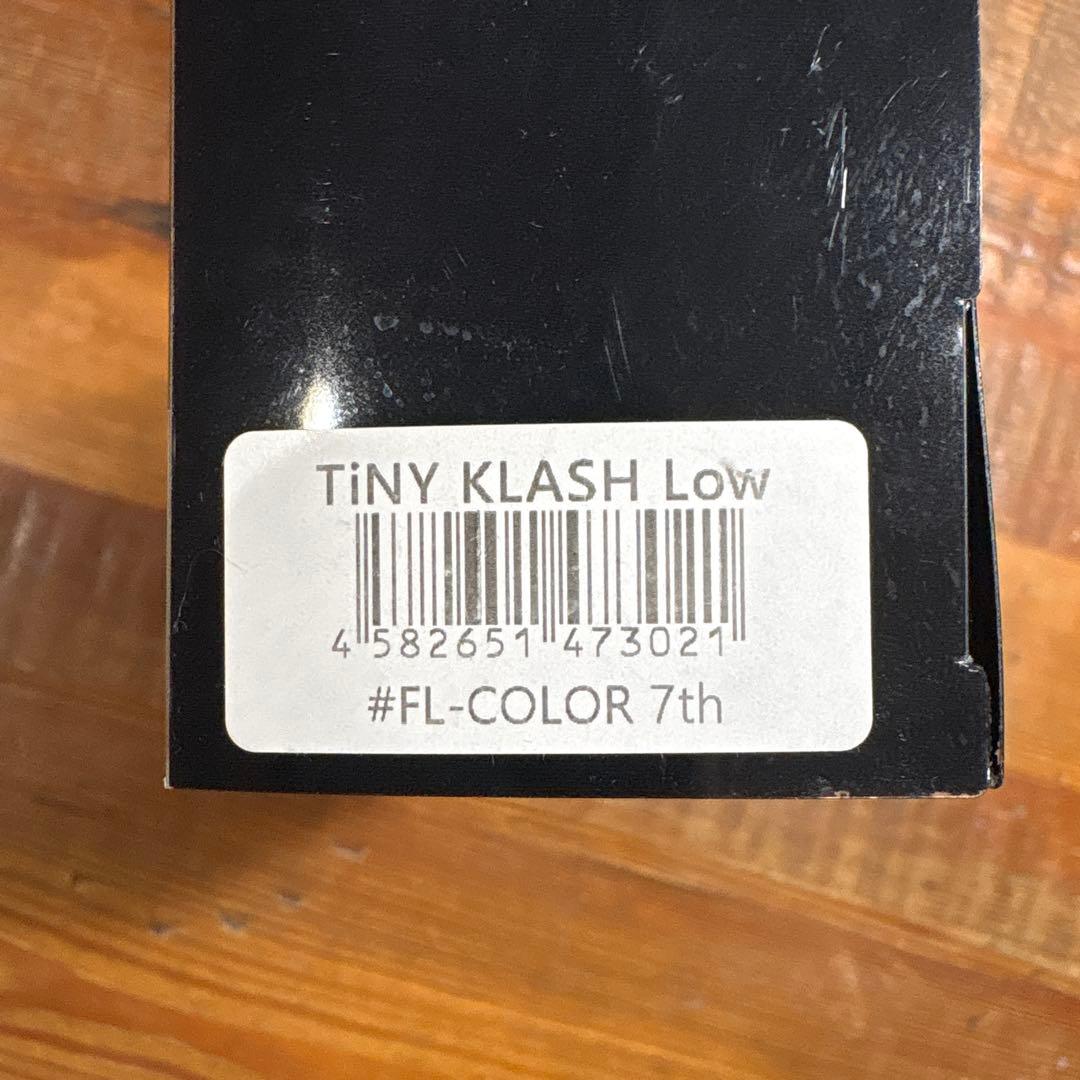 TiNY KLASH Low
4 582651 473021
#FL-COLOR 7th